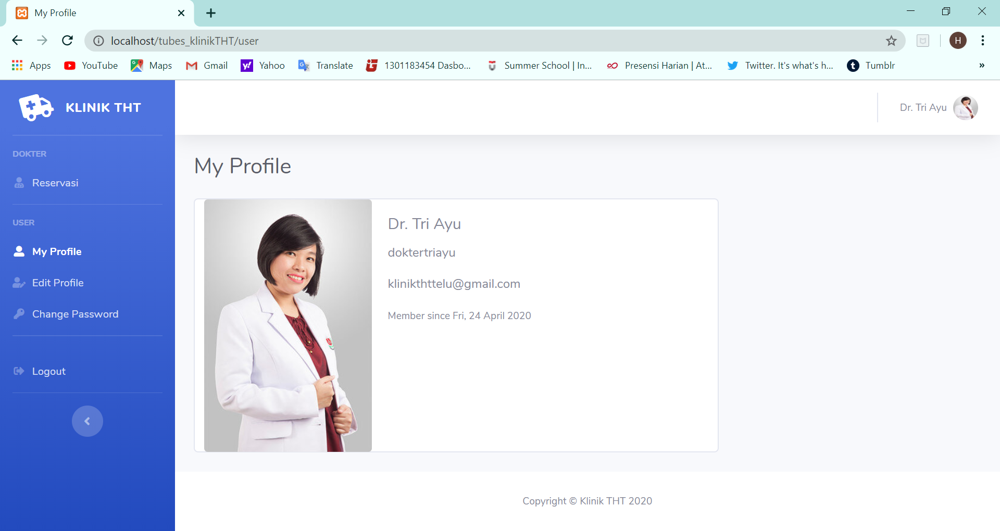 My Profile
localhost/tubes_klinikTHT/user
H
Apps YouTube Maps Gmail Yahoo Translate 1301183454 Dasbo... Summer School | In... Presensi Harian | At... Twitter. It's what's h... Tumblr »
KLINIK THT
Dr. Tri Ayu
DOKTER
Reservasi
USER
My Profile
Edit Profile
Change Password
Logout
My Profile
Dr. Tri Ayu
doktertriayu
klinikthttelu@gmail.com
Member since Fri, 24 April 2020
Copyright © Klinik THT 2020